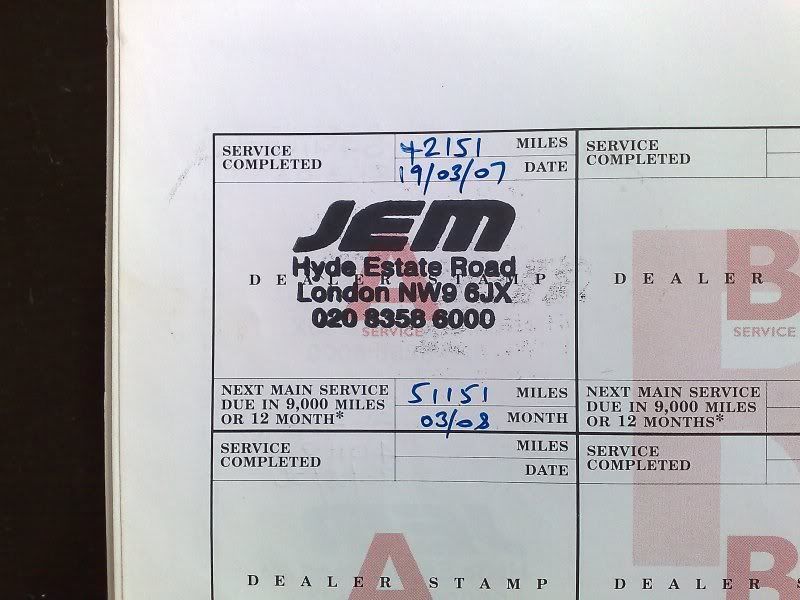 SERVICE COMPLETED 42151 MILES
19/03/07 DATE
JEM
Hyde Estate Road
DEALER STAMP
London NW9 6JX
020 8358 6000
A
SERVICE
NEXT MAIN SERVICE DUE IN 9,000 MILES OR 12 MONTH*
51151 MILES
03/08 MONTH
SERVICE COMPLETED
B
SERVICE
DEALER
NEXT MAIN SERVICE DUE IN 9,000 MILES OR 12 MONTHS*
SERVICE COMPLETED
MILES
DATE
A
DEALER STAMP
SERVICE COMPLETED
B
DEALER S